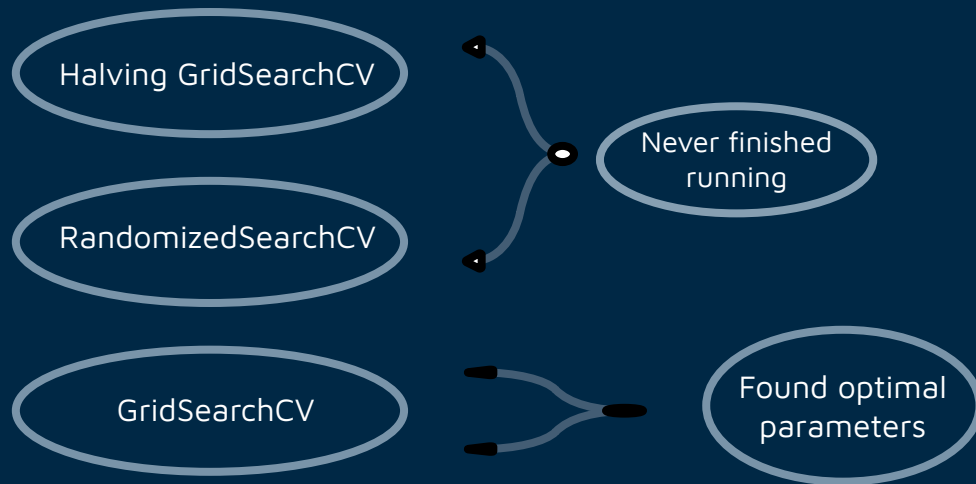 Halving GridSearchCV
Never finished
running
RandomizedSearchCV
GridSearchCV
Found optimal
parameters